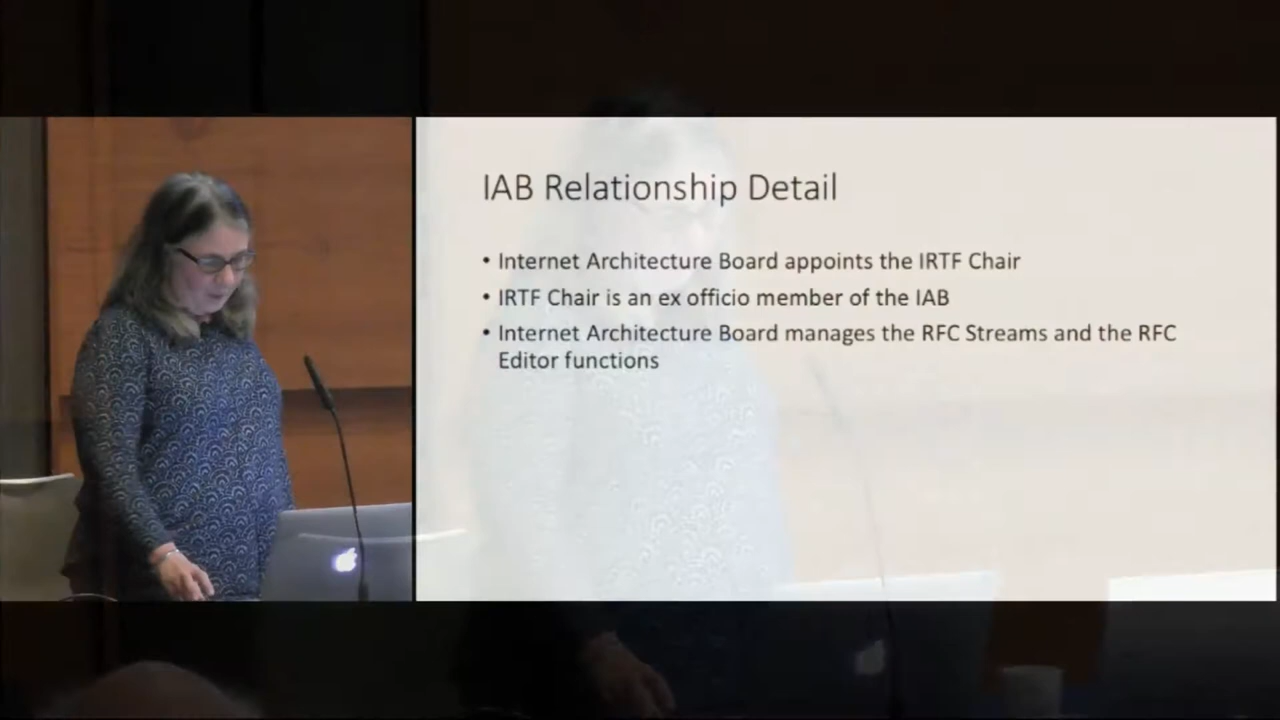 IAB Relationship Detail
• Internet Architecture Board appoints the IRTF Chair
• IRTF Chair is an ex officio member of the IAB
• Internet Architecture Board manages the RFC Streams and the RFC
Editor functions